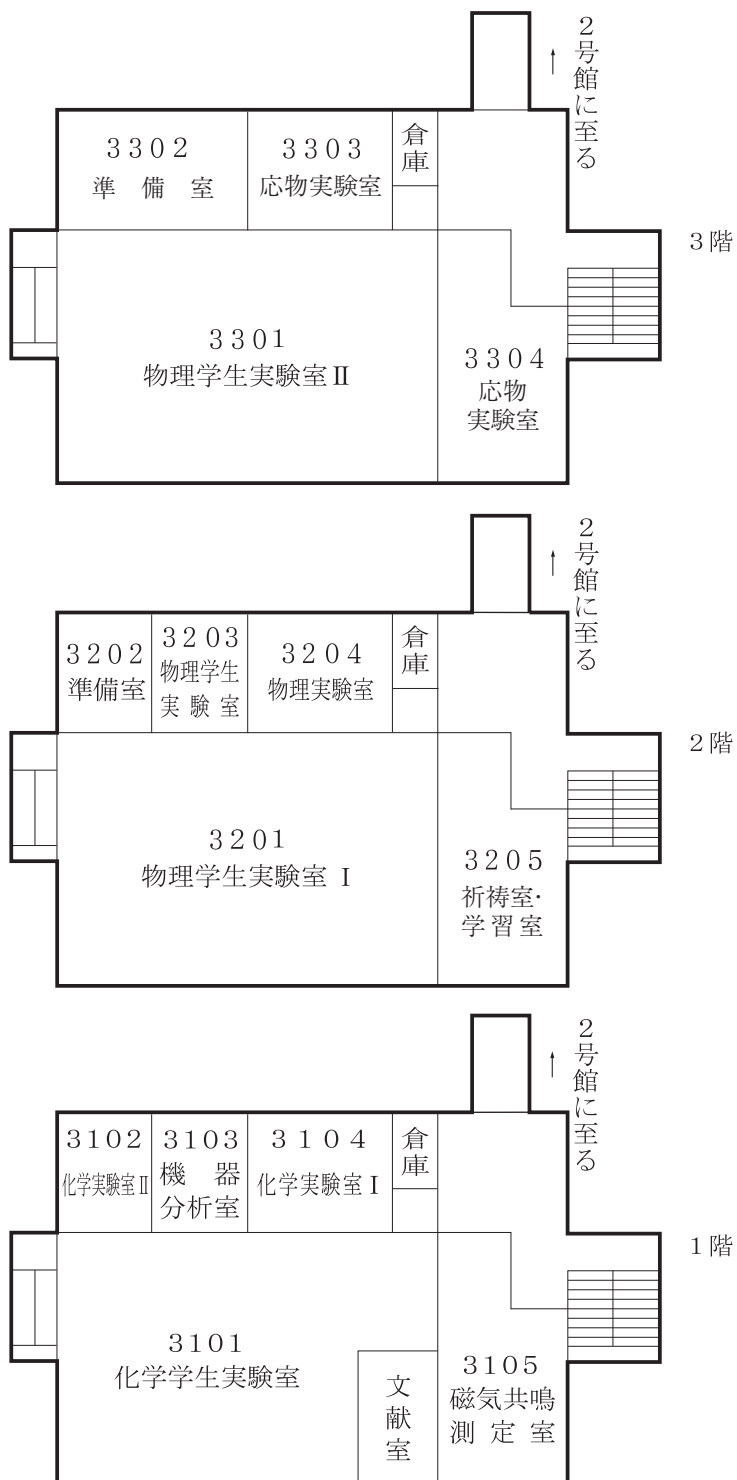 2号館に至る
→
3302
準備室
3303
応物実験室
倉庫
3階
3301
物理学生実験室Ⅱ
3304
応物
実験室
2号館に至る
→
3202
準備室
3203
物理学生
実験室
3204
物理実験室
倉庫
2階
3201
物理学生実験室 Ⅰ
3205
祈祷室・
学習室
2号館に至る
→
3102
化学実験室Ⅱ
3103
機器
分析室
3104
化学実験室Ⅰ
倉庫
1階
3101
化学学生実験室
文献室
3105
磁気共鳴
測定室